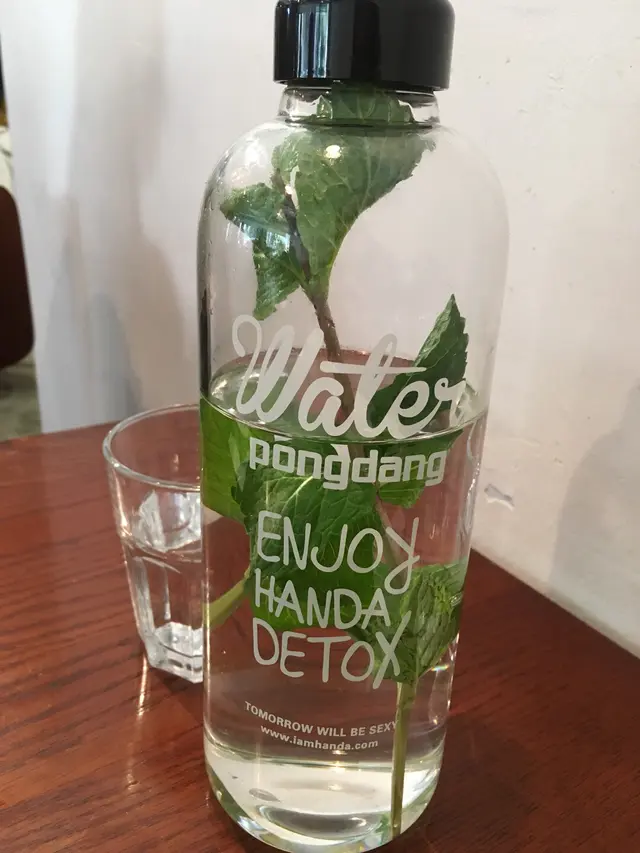 Water
pongdang
ENJOY
HANDA
DETOX
TOMORROW WILL BE SEXY
www.iamhanda.com